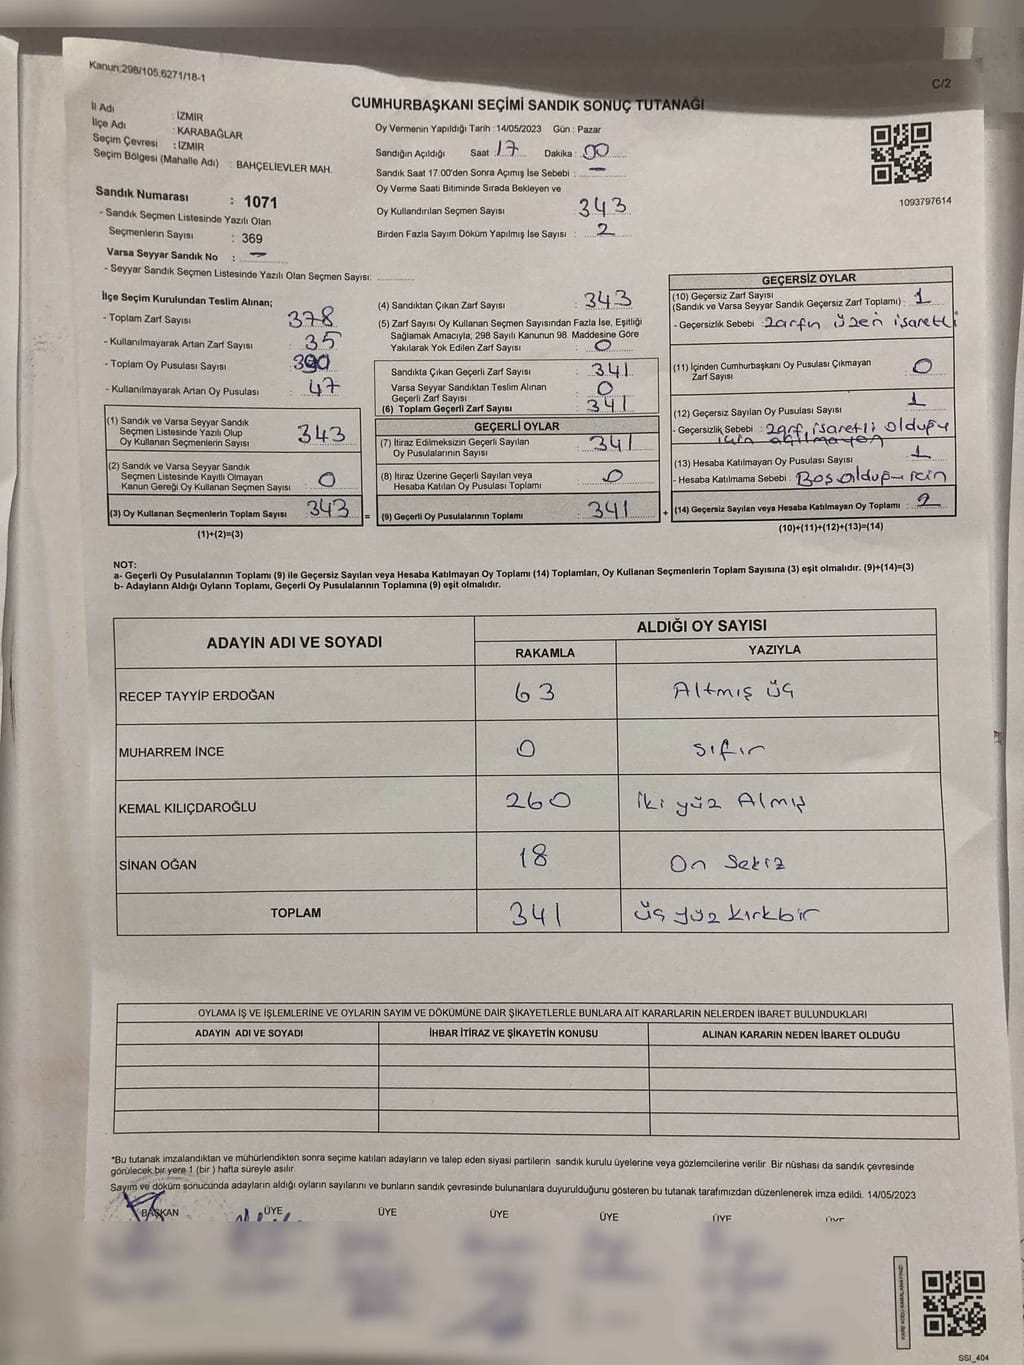 Kanun;298/105,6271/18-1
C/2
CUMHURBAŞKANI SEÇİMİ SANDIK SONUÇ TUTANAĞI
İl Adı : İZMİR
İlçe Adı : KARABAĞLAR
Seçim Çevresi : İZMİR
Seçim Bölgesi (Mahalle Adı) : BAHÇELİEVLER MAH.
Sandık Numarası : 1071
- Sandık Seçmen Listesinde Yazılı Olan
Seçmenlerin Sayısı : 369
Varsa Seyyar Sandık No : –
- Seyyar Sandık Seçmen Listesinde Yazılı Olan Seçmen Sayısı:
Oy Vermenin Yapıldığı Tarih : 14/05/2023 Gün : Pazar
Sandığın Açıldığı Saat : 17 Dakika : 00
Sandık Saat 17.00'den Sonra Açımış İse Sebebi : –
Oy Verme Saati Bitiminde Sırada Bekleyen ve
Oy Kullandırılan Seçmen Sayısı : 343
Birden Fazla Sayım Döküm Yapılmış İse Sayısı : 2
1093797614
İlçe Seçim Kurulundan Teslim Alınan;
- Toplam Zarf Sayısı : 378
- Kullanılmayarak Artan Zarf Sayısı : 35
- Toplam Oy Pusulası Sayısı : 390
- Kullanılmayarak Artan Oy Pusulası : 47
(1) Sandık ve Varsa Seyyar Sandık
Seçmen Listesinde Yazılı Olup
Oy Kullanan Seçmenlerin Sayısı 343
(2) Sandık ve Varsa Seyyar Sandık
Seçmen Listesinde Kayıtlı Olmayan
Kanun Gereği Oy Kullanan Seçmen Sayısı : 0
(3) Oy Kullanan Seçmenlerin Toplam Sayısı : 343 =
(1)+(2)=(3)
(4) Sandıktan Çıkan Zarf Sayısı : 343
(5) Zarf Sayısı Oy Kullanan Seçmen Sayısından Fazla İse, Eşitliği
Sağlamak Amacıyla; 298 Sayılı Kanunun 98. Maddesine Göre
Yakılarak Yok Edilen Zarf Sayısı : 0
Sandıkta Çıkan Geçerli Zarf Sayısı : 341
Varsa Seyyar Sandıktan Teslim Alınan
Geçerli Zarf Sayısı : 0
(6) Toplam Geçerli Zarf Sayısı : 341
GEÇERLİ OYLAR
(7) İtiraz Edilmeksizin Geçerli Sayılan
Oy Pusulalarının Sayısı : 341
(8) İtiraz Üzerine Geçerli Sayılan veya
Hesaba Katılan Oy Pusulası Toplamı : 0
(9) Geçerli Oy Pusulalarının Toplamı : 341 +
GEÇERSİZ OYLAR
(10) Geçersiz Zarf Sayısı
(Sandık ve Varsa Seyyar Sandık Geçersiz Zarf Toplamı) : 1
- Geçersizlik Sebebi : Zarfın üzeri işaretli
(11) İçinden Cumhurbaşkanı Oy Pusulası Çıkmayan
Zarf Sayısı : 0
(12) Geçersiz Sayılan Oy Pusulası Sayısı : 1
- Geçersizlik Sebebi : Zarf işaretli olduğu
için açılmayan
(13) Hesaba Katılmayan Oy Pusulası Sayısı : 1
- Hesaba Katılmama Sebebi : Boş olduğu için
(14) Geçersiz Sayılan veya Hesaba Katılmayan Oy Toplamı : 2
(10)+(11)+(12)+(13)=(14)
NOT:
a- Geçerli Oy Pusulalarının Toplamı (9) ile Geçersiz Sayılan veya Hesaba Katılmayan Oy Toplamı (14) Toplamları, Oy Kullanan Seçmenlerin Toplam Sayısına (3) eşit olmalıdır. (9)+(14)=(3)
b- Adayların Aldığı Oyların Toplamı, Geçerli Oy Pusulalarının Toplamına (9) eşit olmalıdır.
ADAYIN ADI VE SOYADI
ALDIĞI OY SAYISI
RAKAMLA YAZIYLA
RECEP TAYYİP ERDOĞAN 63 Altmış üç
MUHARREM İNCE 0 sıfır
KEMAL KILIÇDAROĞLU 260 İki yüz Almış
SİNAN OĞAN 18 On Sekiz
TOPLAM 341 üç yüz kırkbir
OYLAMA İŞ VE İŞLEMLERİNE VE OYLARIN SAYIM VE DÖKÜMÜNE DAİR ŞİKAYETLERLE BUNLARA AİT KARARLARIN NELERDEN İBARET BULUNDUKLARI
ADAYIN ADI VE SOYADI İHBAR İTİRAZ VE ŞİKAYETİN KONUSU ALINAN KARARIN NEDEN İBARET OLDUĞU
*Bu tutanak imzalandıktan ve mühürlendikten sonra seçime katılan adayların ve talep eden siyasi partilerin sandık kurulu üyelerine veya gözlemcilerine verilir. Bir nüshası da sandık çevresinde
görülecek bir yere 1 (bir ) hafta süreyle asılır.
Sayım ve döküm sonucunda adayların aldığı oyların sayılarını ve bunların sandık çevresinde bulunanlara duyurulduğunu gösteren bu tutanak tarafımızdan düzenlenerek imza edildi. 14/05/2023
BAŞKAN ÜYE ÜYE ÜYE ÜYE ÜYE ÜYE
SSI_404